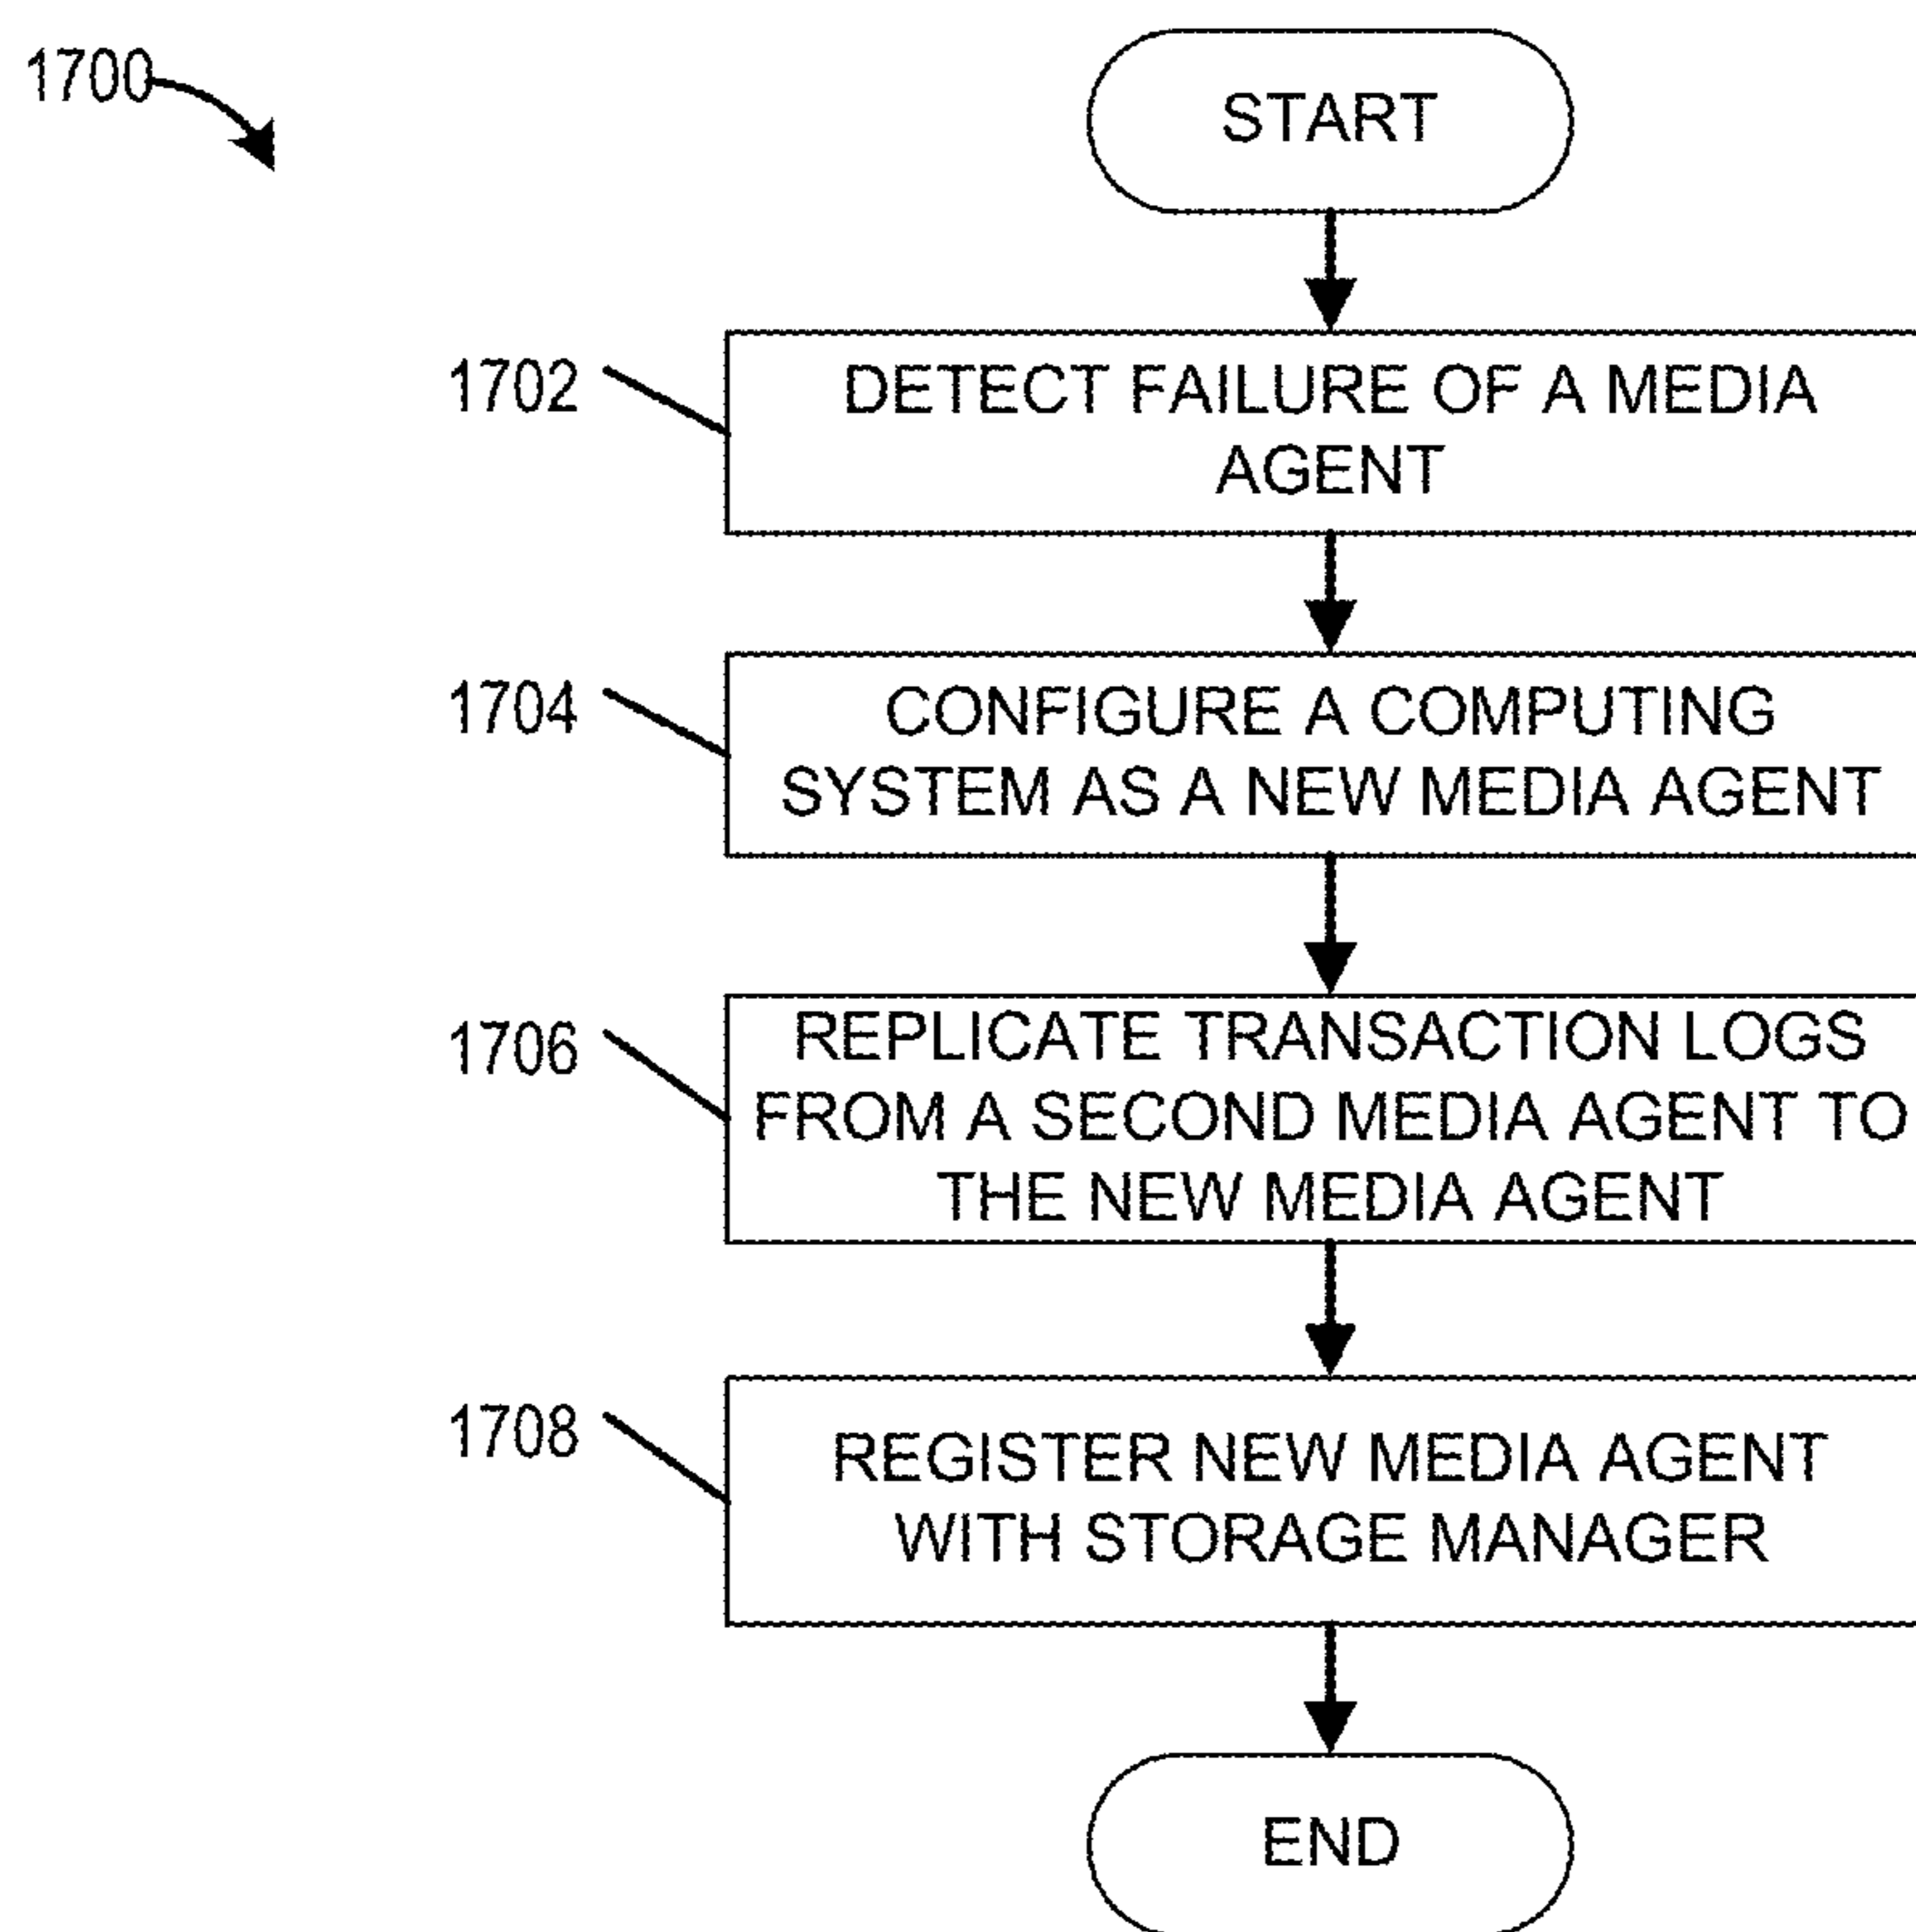 1700
START
1702
DETECT FAILURE OF A MEDIA
AGENT
1704
CONFIGURE A COMPUTING
SYSTEM AS A NEW MEDIA AGENT
1706
REPLICATE TRANSACTION LOGS
FROM A SECOND MEDIA AGENT TO
THE NEW MEDIA AGENT
1708
REGISTER NEW MEDIA AGENT
WITH STORAGE MANAGER
END